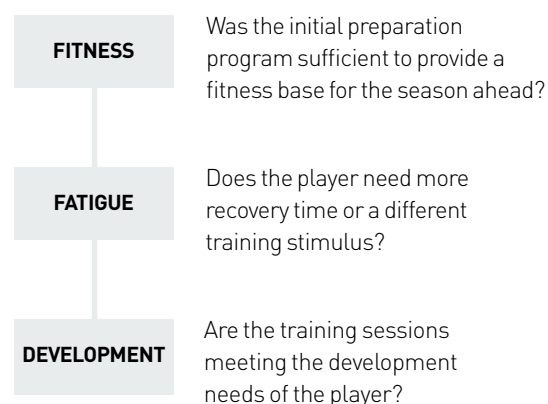 FITNESS
Was the initial preparation
program sufficient to provide a
fitness base for the season ahead?
FATIGUE
Does the player need more
recovery time or a different
training stimulus?
DEVELOPMENT
Are the training sessions
meeting the development
needs of the player?